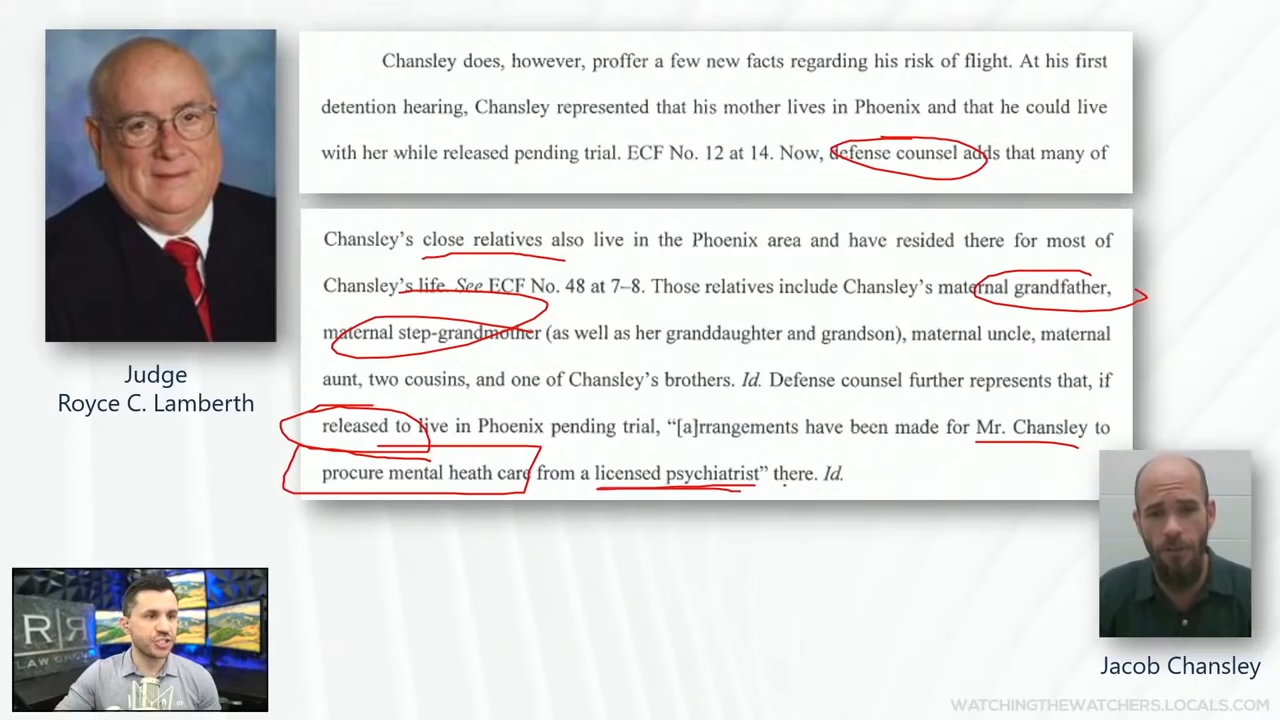 Chansley does, however, proffer a few new facts regarding his risk of flight. At his first
detention hearing, Chansley represented that his mother lives in Phoenix and that he could live
with her while released pending trial. ECF No. 12 at 14. Now, defense counsel adds that many of
Chansley's close relatives also live in the Phoenix area and have resided there for most of
Chansley's life. See ECF No. 48 at 7–8. Those relatives include Chansley's maternal grandfather,
maternal step-grandmother (as well as her granddaughter and grandson), maternal uncle, maternal
aunt, two cousins, and one of Chansley's brothers. Id. Defense counsel further represents that, if
released to live in Phoenix pending trial, “[a]rrangements have been made for Mr. Chansley to
procure mental heath care from a licensed psychiatrist” there. Id.
Judge
Royce C. Lamberth
R R
LAW GROUP
Jacob Chansley
WATCHINGTHEWATCHERS.LOCALS.COM